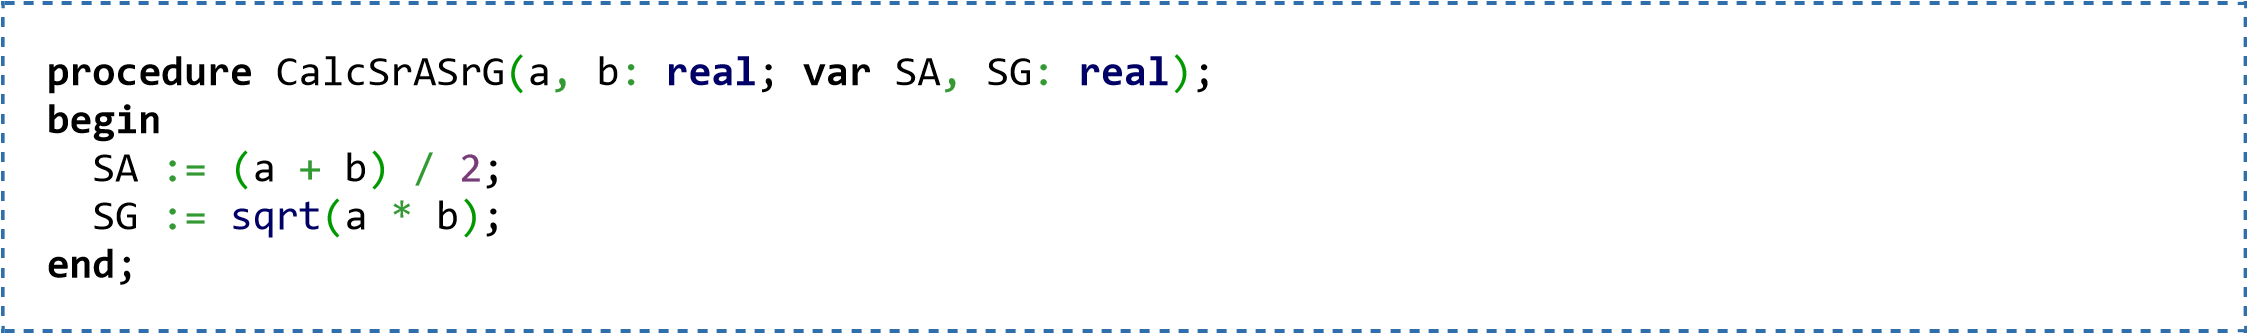 procedure CalcSrASrG(a, b: real; var SA, SG: real);
begin
  SA := (a + b) / 2;
  SG := sqrt(a * b);
end;